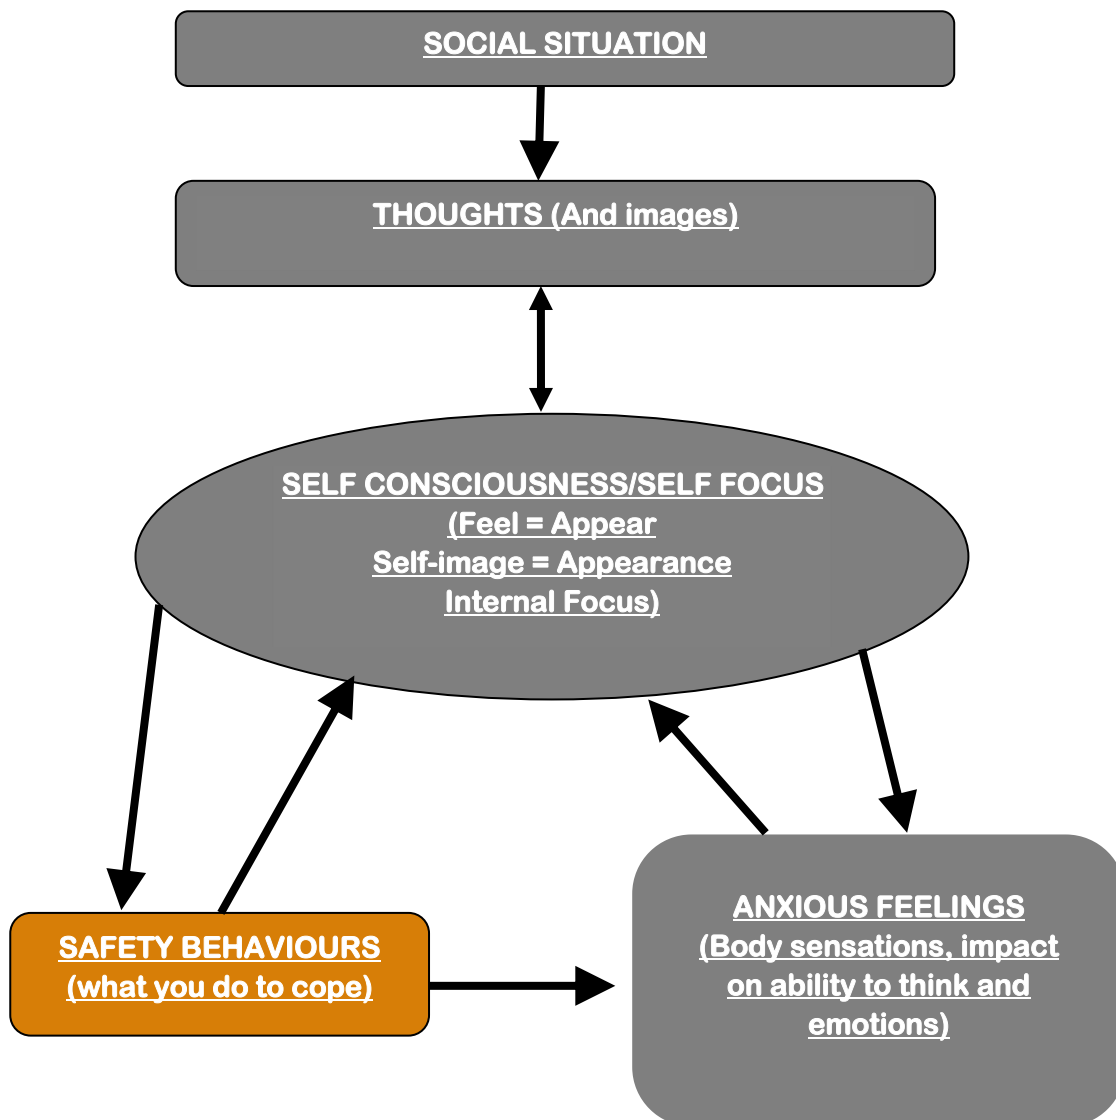 SOCIAL SITUATION
THOUGHTS (And images)
SELF CONSCIOUSNESS/SELF FOCUS
(Feel = Appear
Self-image = Appearance
Internal Focus)
SAFETY BEHAVIOURS
(what you do to cope)
ANXIOUS FEELINGS
(Body sensations, impact
on ability to think and
emotions)